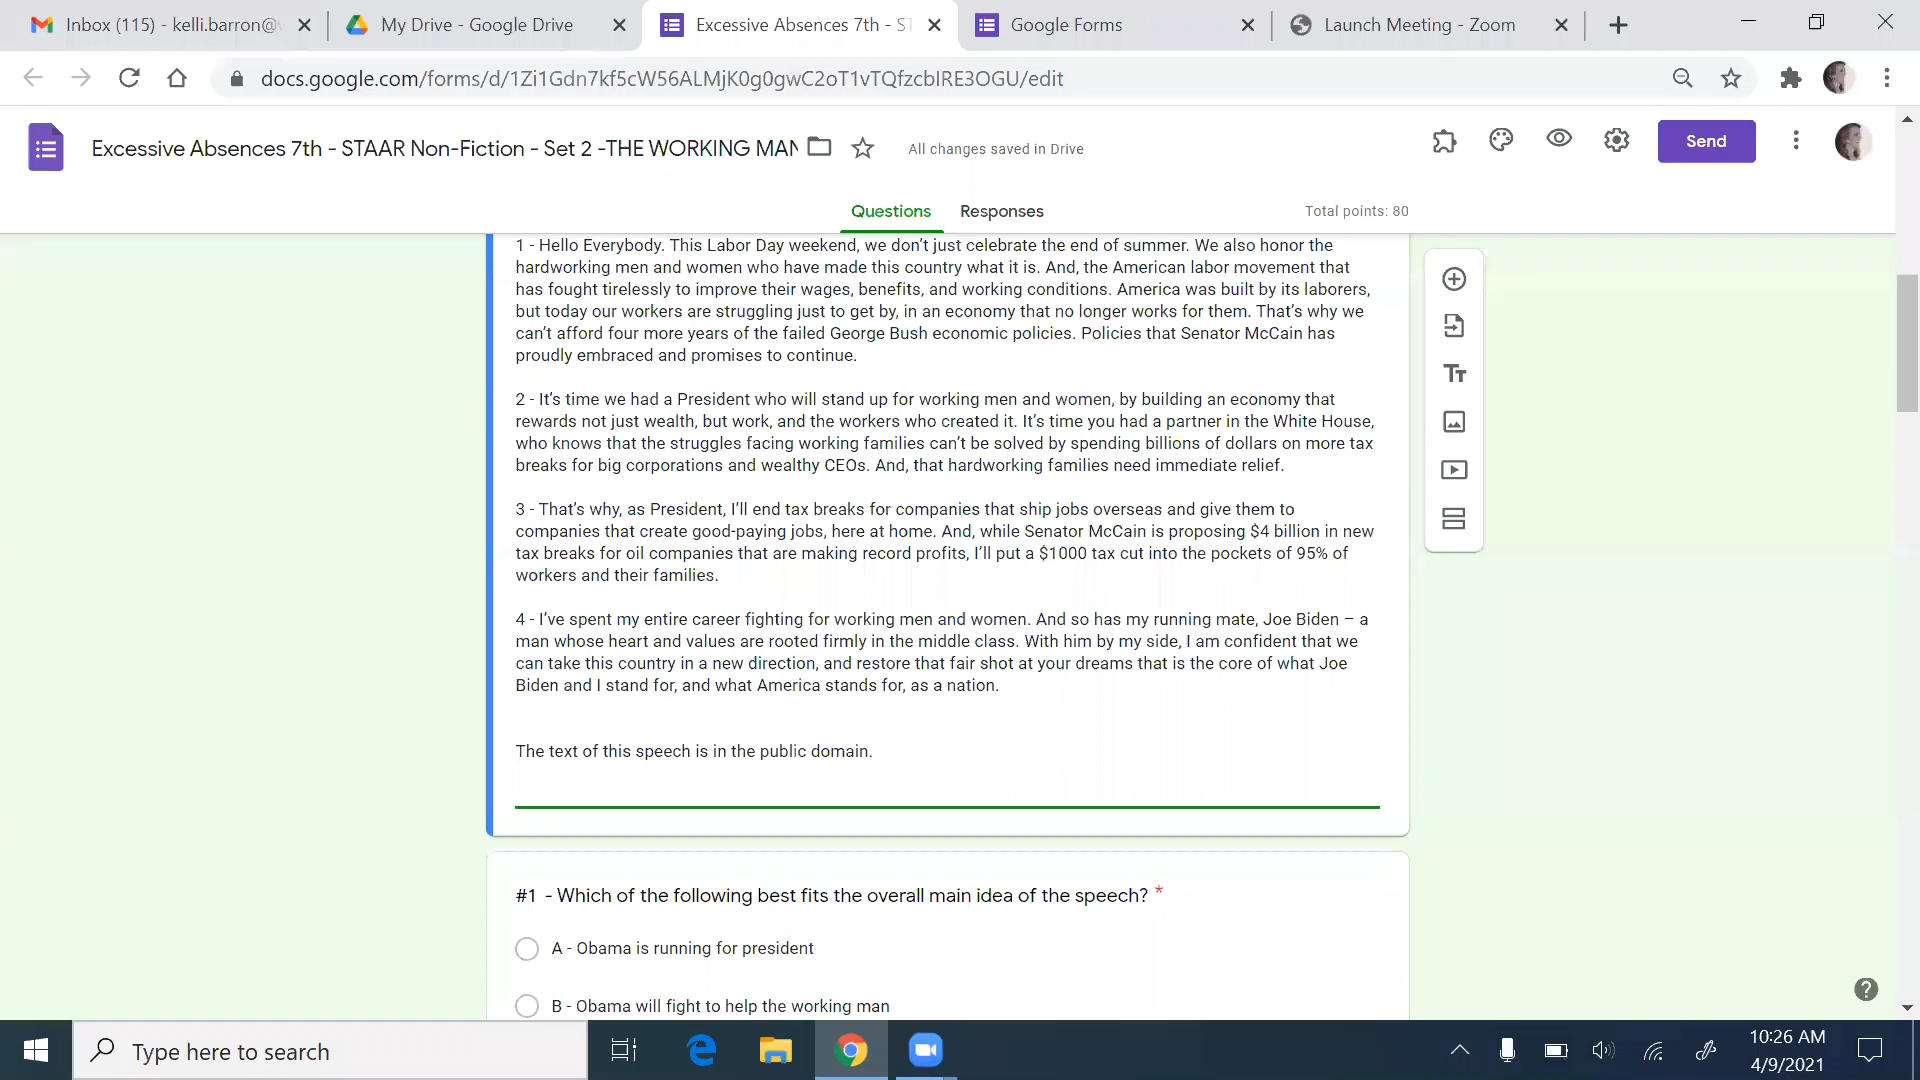 Inbox (115) - kelli.barron@
My Drive - Google Drive
Excessive Absences 7th - ST
Google Forms
Launch Meeting - Zoom
docs.google.com/forms/d/1Zi1Gdn7kf5cW56ALMjK0g0gwC2oT1vTQfzcbIRE3OGU/edit
Excessive Absences 7th - STAAR Non-Fiction - Set 2 -THE WORKING MAN
All changes saved in Drive
Send
Questions
Responses
Total points: 80
1 - Hello Everybody. This Labor Day weekend, we don’t just celebrate the end of summer. We also honor the
hardworking men and women who have made this country what it is. And, the American labor movement that
has fought tirelessly to improve their wages, benefits, and working conditions. America was built by its laborers,
but today our workers are struggling just to get by, in an economy that no longer works for them. That’s why we
can’t afford four more years of the failed George Bush economic policies. Policies that Senator McCain has
proudly embraced and promises to continue.
2 - It’s time we had a President who will stand up for working men and women, by building an economy that
rewards not just wealth, but work, and the workers who created it. It’s time you had a partner in the White House,
who knows that the struggles facing working families can’t be solved by spending billions of dollars on more tax
breaks for big corporations and wealthy CEOs. And, that hardworking families need immediate relief.
3 - That’s why, as President, I’ll end tax breaks for companies that ship jobs overseas and give them to
companies that create good-paying jobs, here at home. And, while Senator McCain is proposing $4 billion in new
tax breaks for oil companies that are making record profits, I’ll put a $1000 tax cut into the pockets of 95% of
workers and their families.
4 - I’ve spent my entire career fighting for working men and women. And so has my running mate, Joe Biden – a
man whose heart and values are rooted firmly in the middle class. With him by my side, I am confident that we
can take this country in a new direction, and restore that fair shot at your dreams that is the core of what Joe
Biden and I stand for, and what America stands for, as a nation.
The text of this speech is in the public domain.
#1 - Which of the following best fits the overall main idea of the speech? *
A - Obama is running for president
B - Obama will fight to help the working man
Type here to search
10:26 AM
4/9/2021